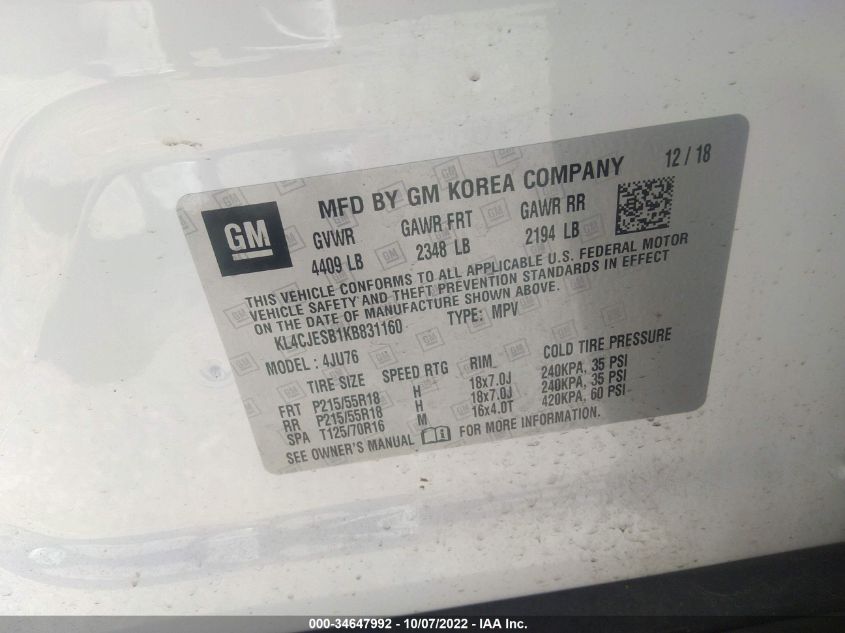 MFD BY GM KOREA COMPANY 12 / 18
GM
GVWR GAWR FRT GAWR RR
4409 LB 2348 LB 2194 LB
THIS VEHICLE CONFORMS TO ALL APPLICABLE U.S. FEDERAL MOTOR
VEHICLE SAFETY AND THEFT PREVENTION STANDARDS IN EFFECT
ON THE DATE OF MANUFACTURE SHOWN ABOVE.
KL4CJESB1KB831160 TYPE: MPV
MODEL : 4JU76
TIRE SIZE SPEED RTG RIM COLD TIRE PRESSURE
FRT P215/55R18 H 18x7.0J 240KPA, 35 PSI
RR P215/55R18 H 18x7.0J 240KPA, 35 PSI
SPA T125/70R16 M 16x4.0T 420KPA, 60 PSI
SEE OWNER'S MANUAL FOR MORE INFORMATION.
000-34647992 - 10/07/2022 - IAA Inc.